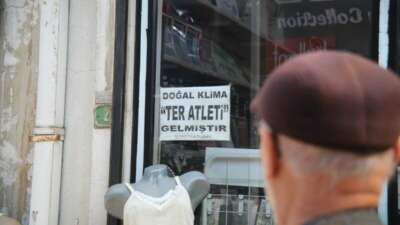 Collection
DOĞAL KLİMA
"TER ATLETİ"
GELMİŞTİR